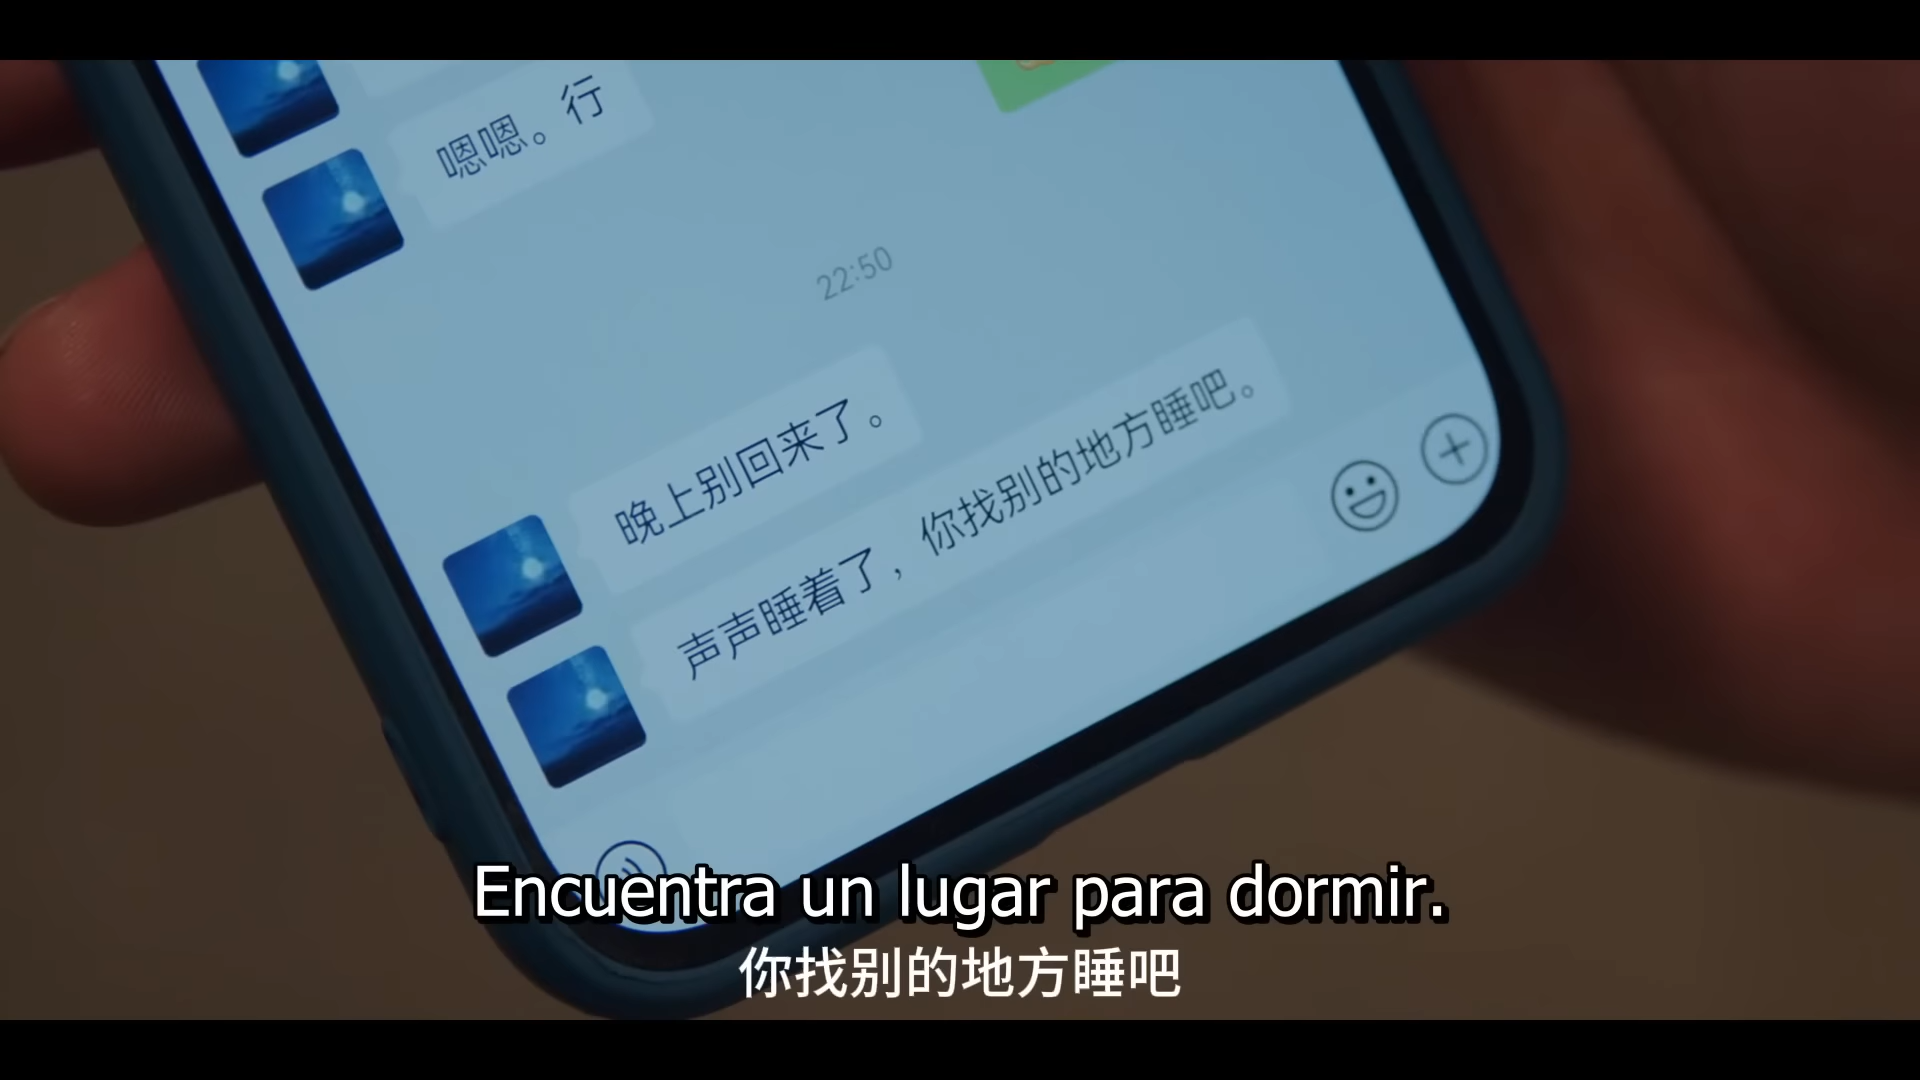 嗯嗯。行
22:50
晚上别回来了。
声声睡着了，你找别的地方睡吧。
Encuentra un lugar para dormir.
你找别的地方睡吧